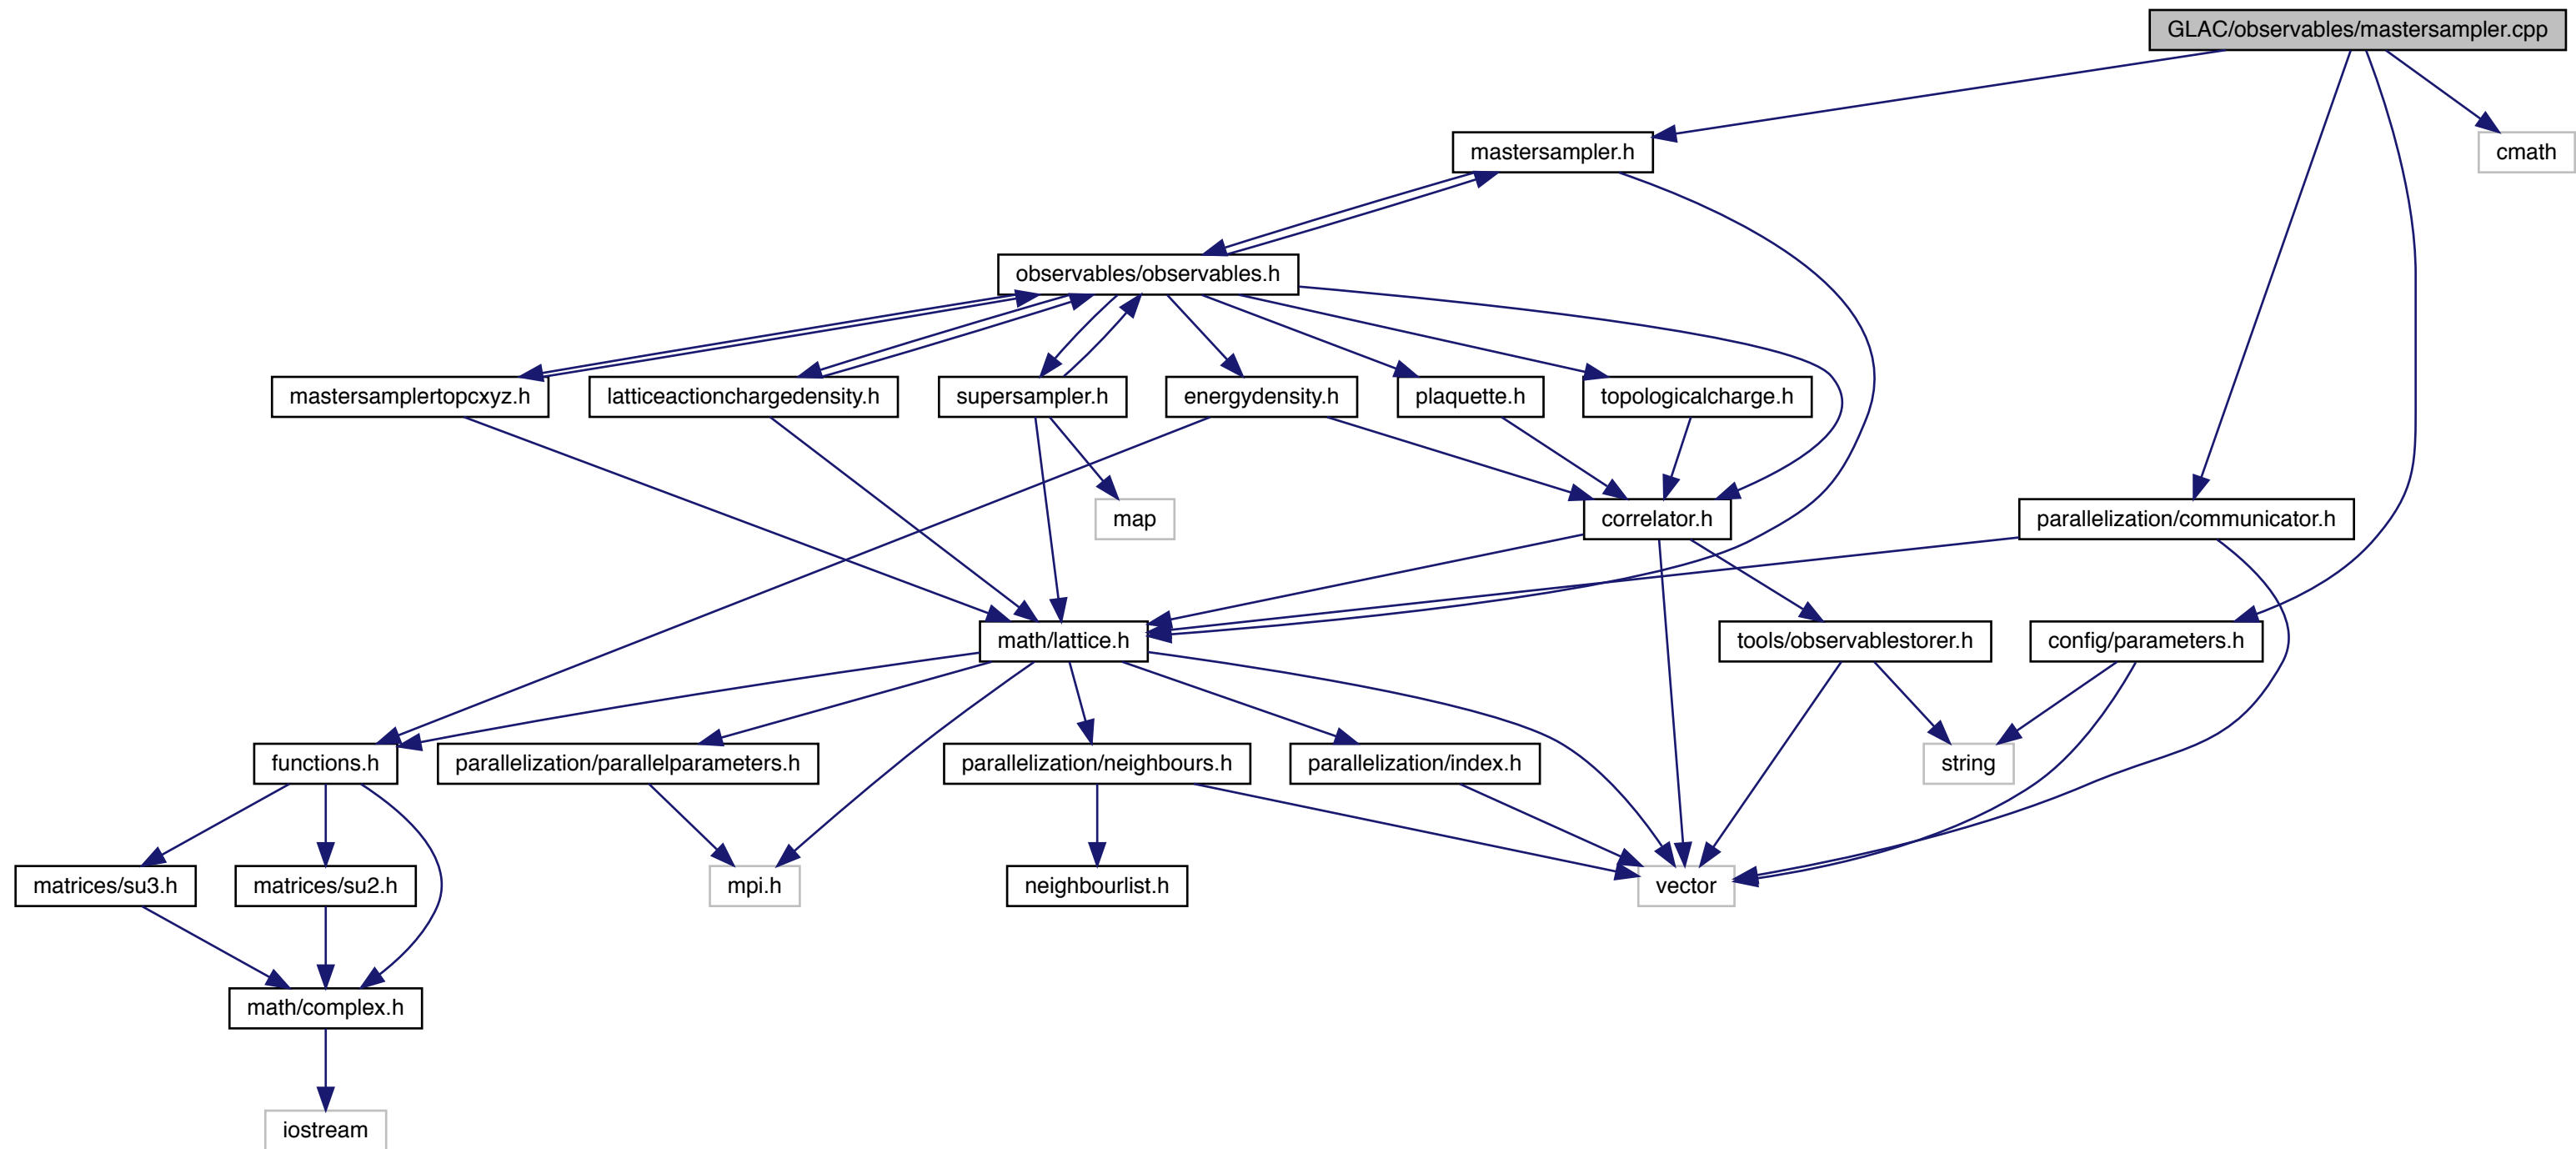 GLAC/observables/mastersampler.cpp
mastersampler.h
cmath
observables/observables.h
mastersamplertopcxyz.h
latticeactionchargedensity.h
supersampler.h
energydensity.h
plaquette.h
topologicalcharge.h
map
correlator.h
parallelization/communicator.h
math/lattice.h
tools/observablestorer.h
config/parameters.h
functions.h
parallelization/parallelparameters.h
parallelization/neighbours.h
parallelization/index.h
string
matrices/su3.h
matrices/su2.h
mpi.h
neighbourlist.h
vector
math/complex.h
iostream